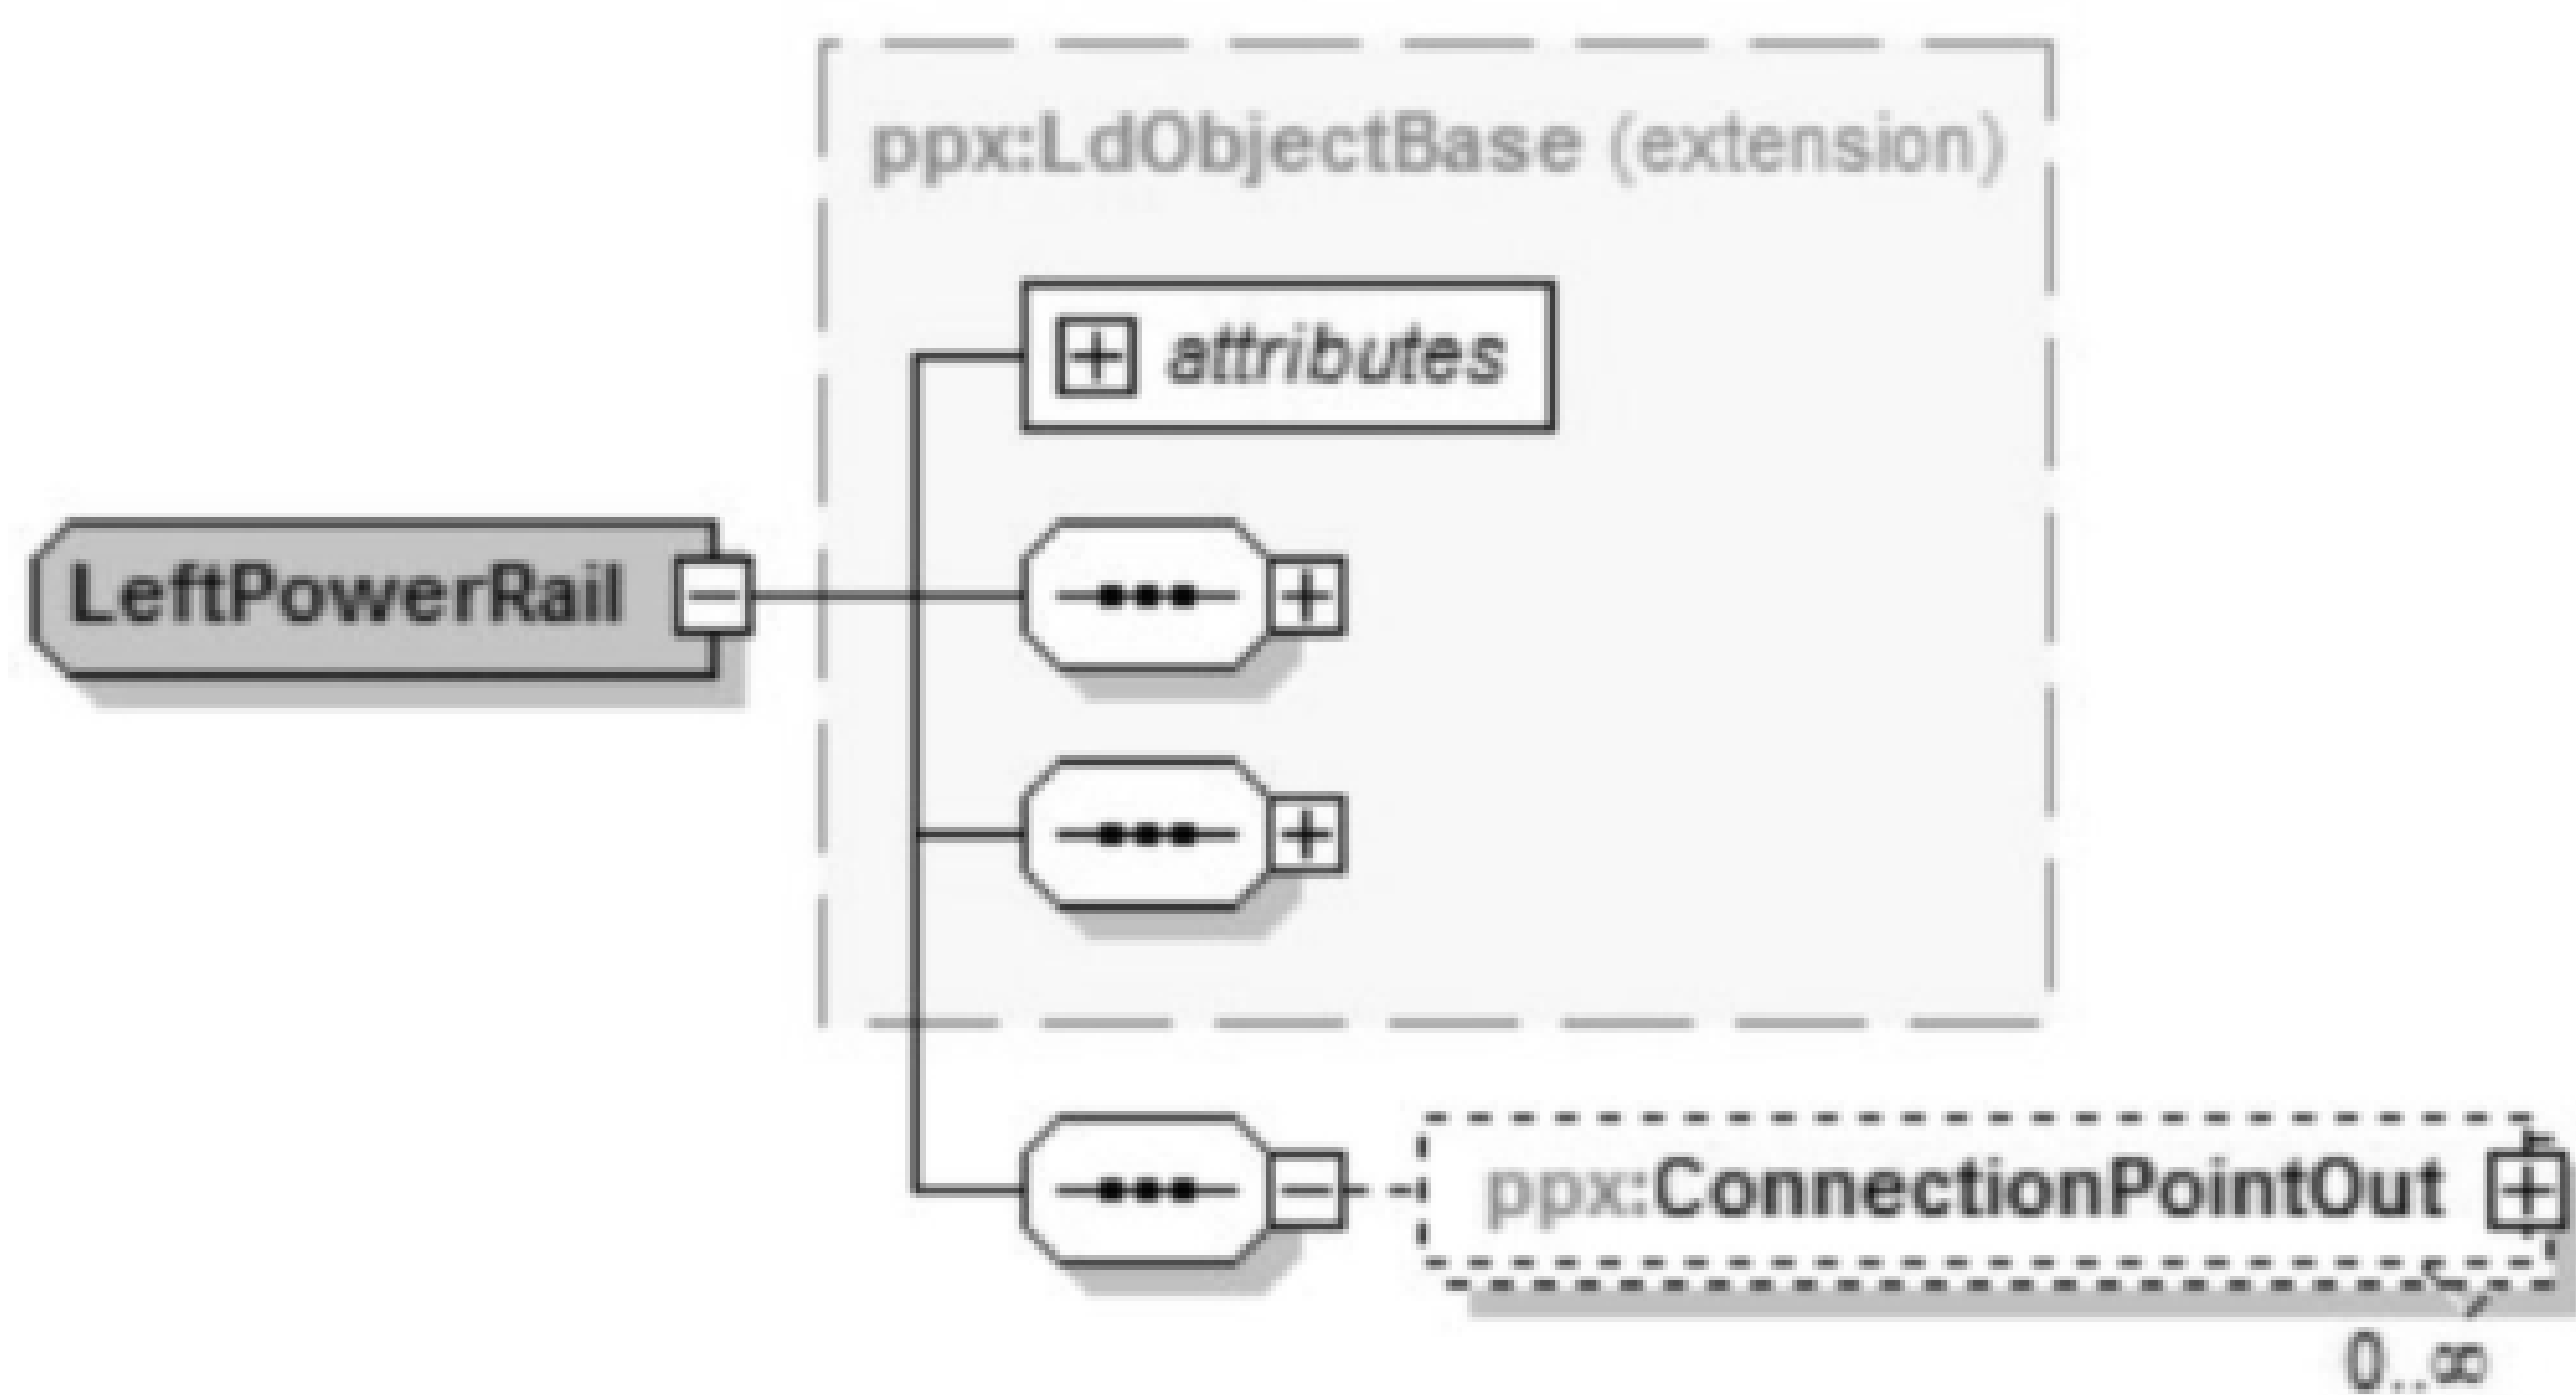 ppx:LdObjectBase (extension)
attributes
LeftPowerRail
ppx:ConnectionPointOut
0..∞